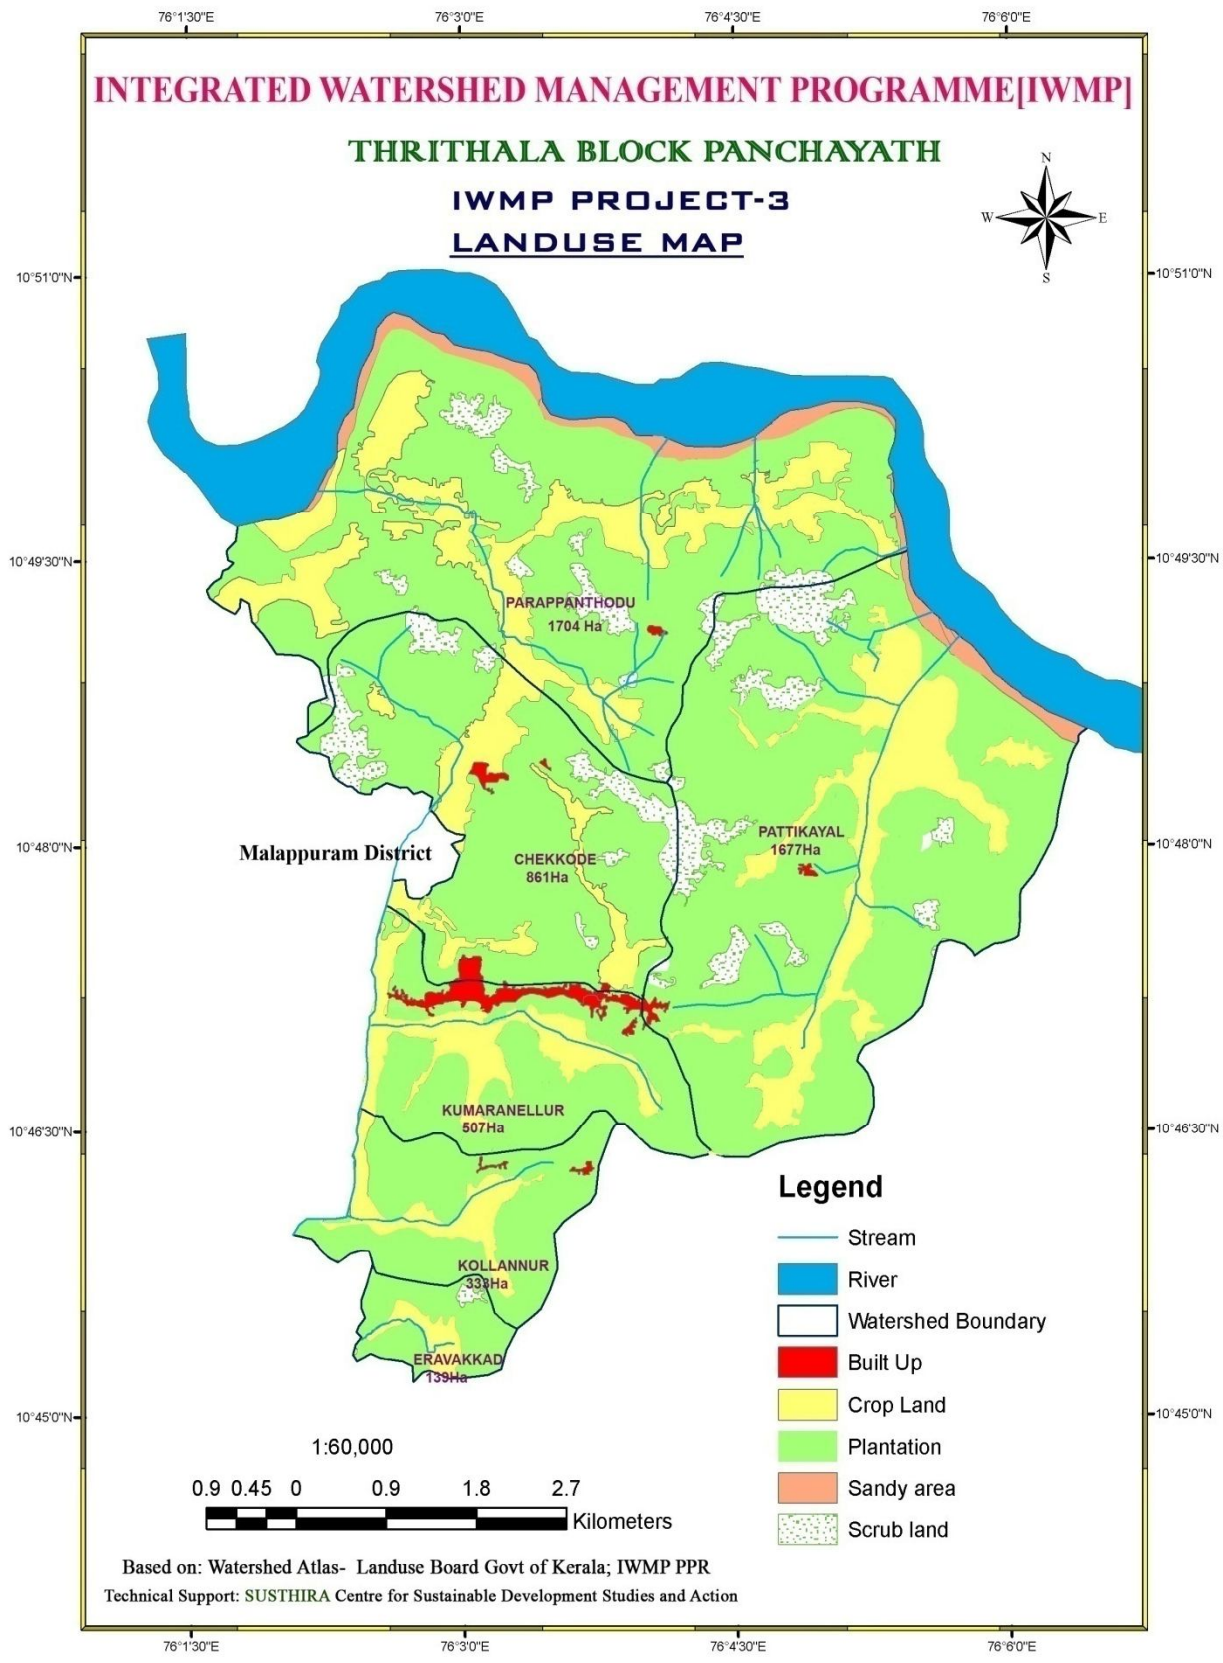 76°1'30"E 76°3'0"E 76°4'30"E 76°6'0"E
INTEGRATED WATERSHED MANAGEMENT PROGRAMME[IWMP]
THRITHALA BLOCK PANCHAYATH
IWMP PROJECT-3
LANDUSE MAP
N
W E
S
10°51'0"N 10°51'0"N
10°49'30"N 10°49'30"N
PARAPPANTHODU
1704 Ha
PATTIKAYAL
1677Ha
10°48'0"N 10°48'0"N
Malappuram District
CHEKKODE
861Ha
KUMARANELLUR
507Ha
10°46'30"N 10°46'30"N
KOLLANNUR
333Ha
ERAVAKKAD
139Ha
Legend
Stream
River
Watershed Boundary
Built Up
Crop Land
Plantation
Sandy area
Scrub land
10°45'0"N 10°45'0"N
1:60,000
0.9 0.45 0 0.9 1.8 2.7
Kilometers
Based on: Watershed Atlas- Landuse Board Govt of Kerala; IWMP PPR
Technical Support: SUSTHIRA Centre for Sustainable Development Studies and Action
76°1'30"E 76°3'0"E 76°4'30"E 76°6'0"E